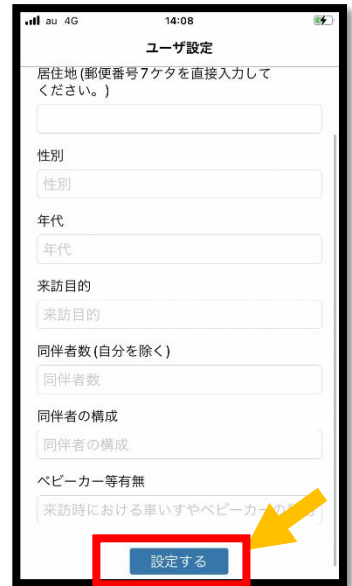 au 4G 14:08
ユーザ設定
居住地(郵便番号7ケタを直接入力して
ください。)
性別
性別
年代
年代
来訪目的
来訪目的
同伴者数(自分を除く)
同伴者数
同伴者の構成
同伴者の構成
ベビーカー等有無
来訪時における車いすやベビーカーの
設定する